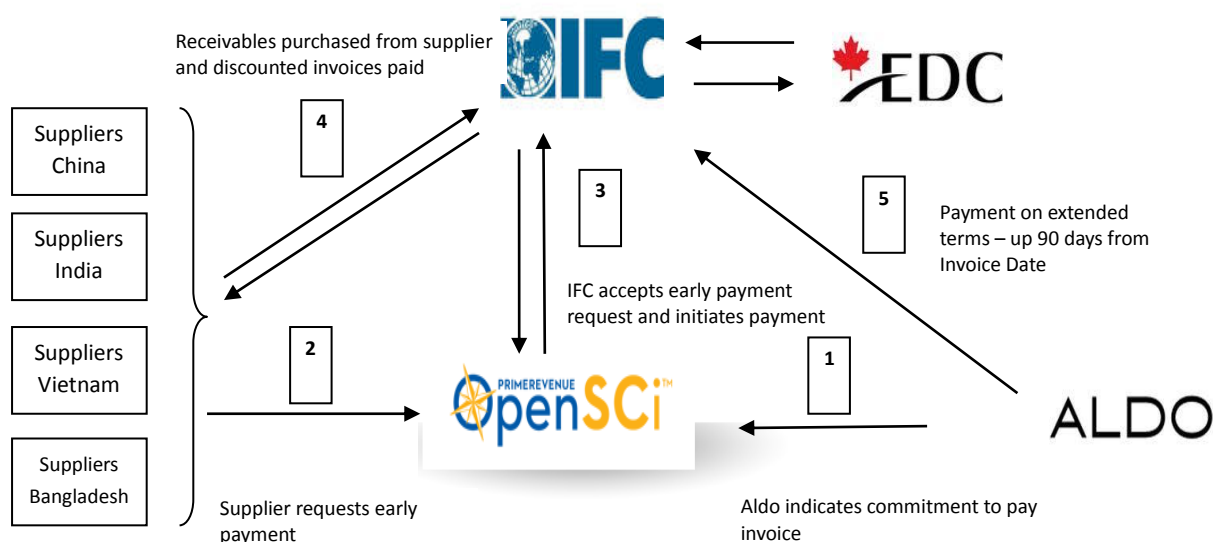 Receivables purchased from supplier
and discounted invoices paid
IFC
EDC
4
Suppliers
China
3
5
Payment on extended
terms – up 90 days from
Invoice Date
Suppliers
India
IFC accepts early payment
request and initiates payment
Suppliers
Vietnam
2
1
PRIMEREVENUE
OpenSCi™
ALDO
Suppliers
Bangladesh
Supplier requests early
payment
Aldo indicates commitment to pay
invoice